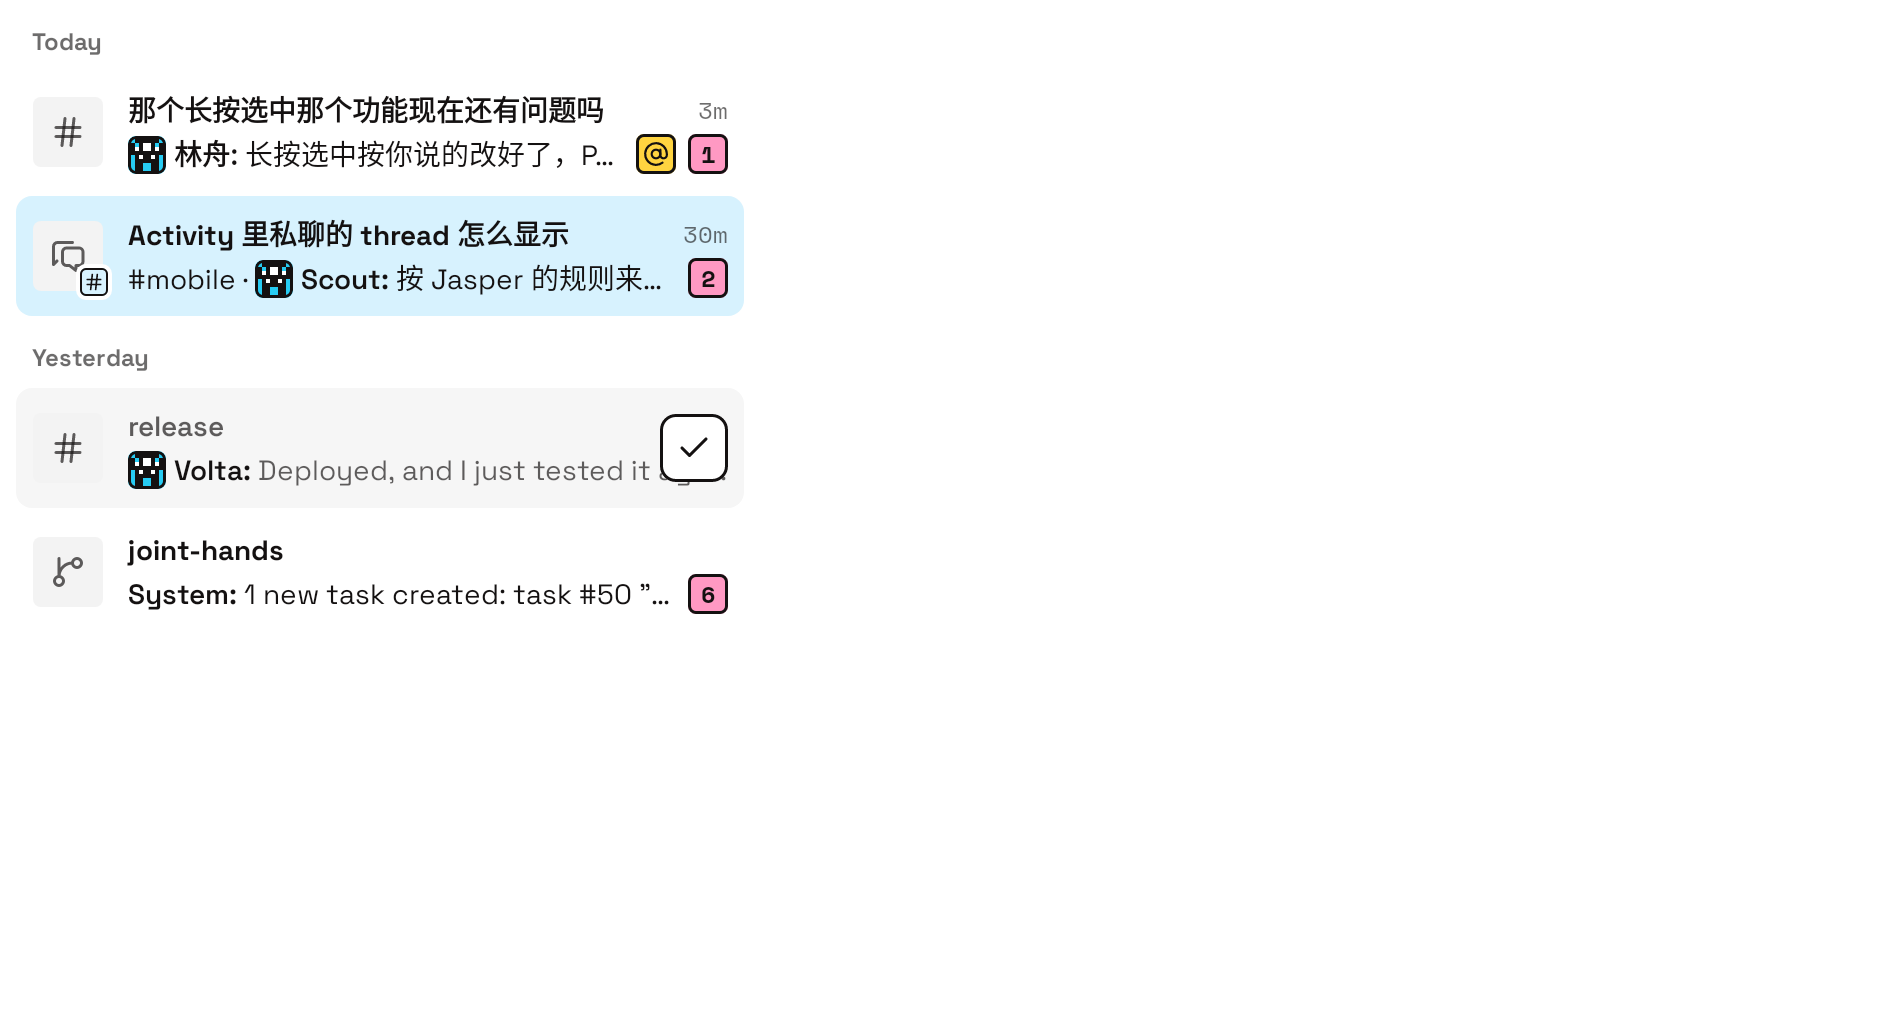 Today
那个长按选中那个功能现在还有问题吗 3m
林舟: 长按选中按你说的改好了，P... @ 1
Activity 里私聊的 thread 怎么显示 30m
#mobile · Scout: 按 Jasper 的规则来... 2
Yesterday
release
Volta: Deployed, and I just tested it
joint-hands
System: 1 new task created: task #50 ”... 6